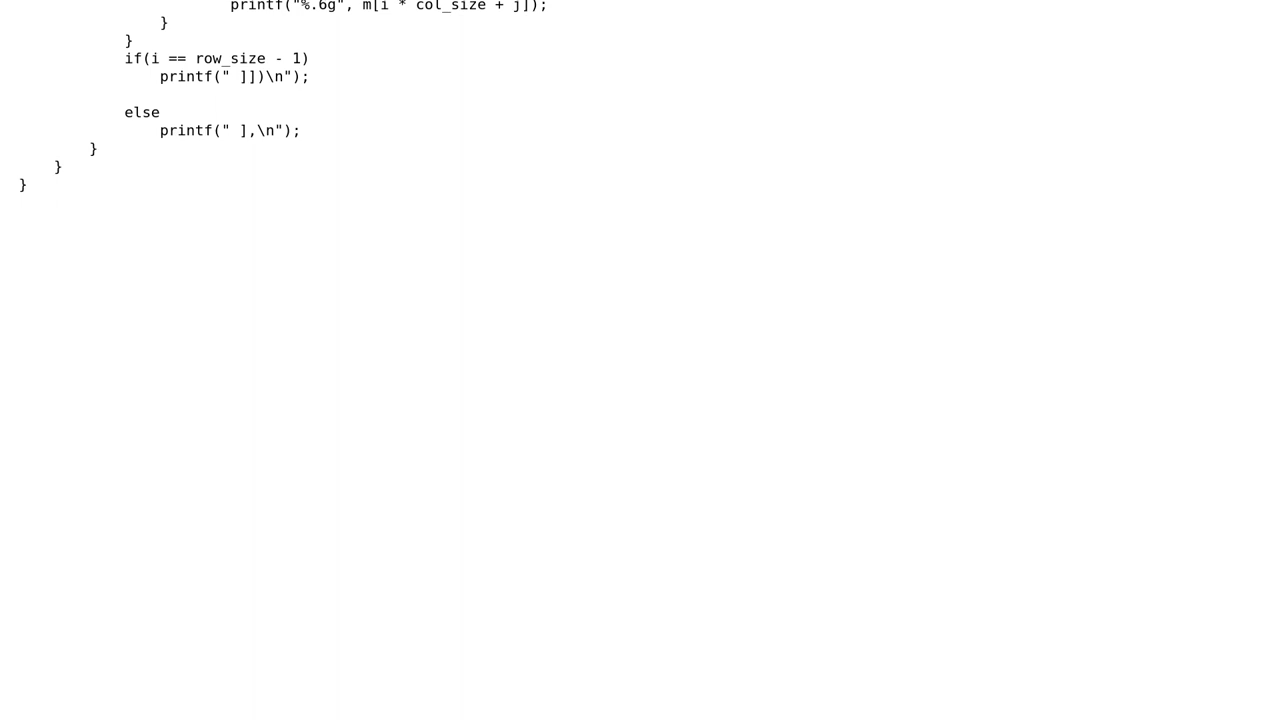 printf("%.6g", m[i * col_size + j]);
}
}
if(i == row_size - 1)
printf(" ]])\n");
else
printf(" ],\n");
}
}
}